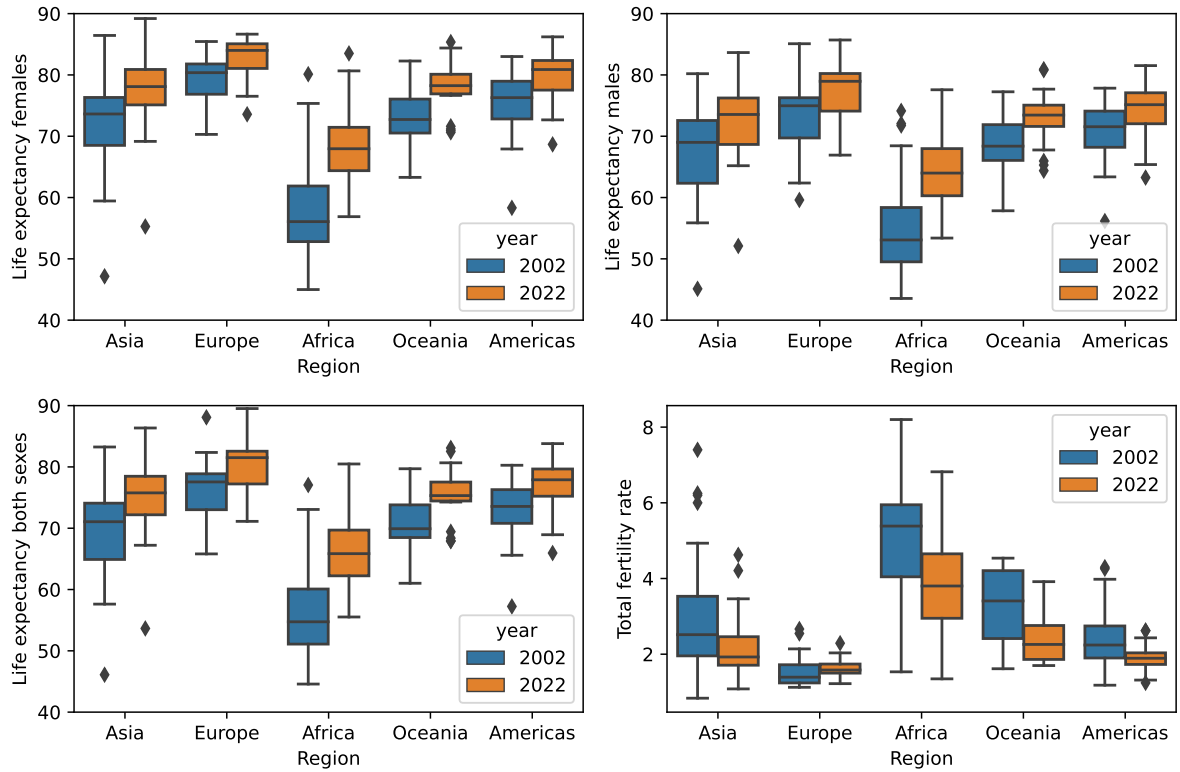 90
80
70
60
50
40
Life expectancy females
Asia Europe Africa Oceania Americas
Region
year
2002
2022
90
80
70
60
50
40
Life expectancy males
Asia Europe Africa Oceania Americas
Region
year
2002
2022
90
80
70
60
50
40
Life expectancy both sexes
Asia Europe Africa Oceania Americas
Region
year
2002
2022
8
6
4
2
Total fertility rate
Asia Europe Africa Oceania Americas
Region
year
2002
2022